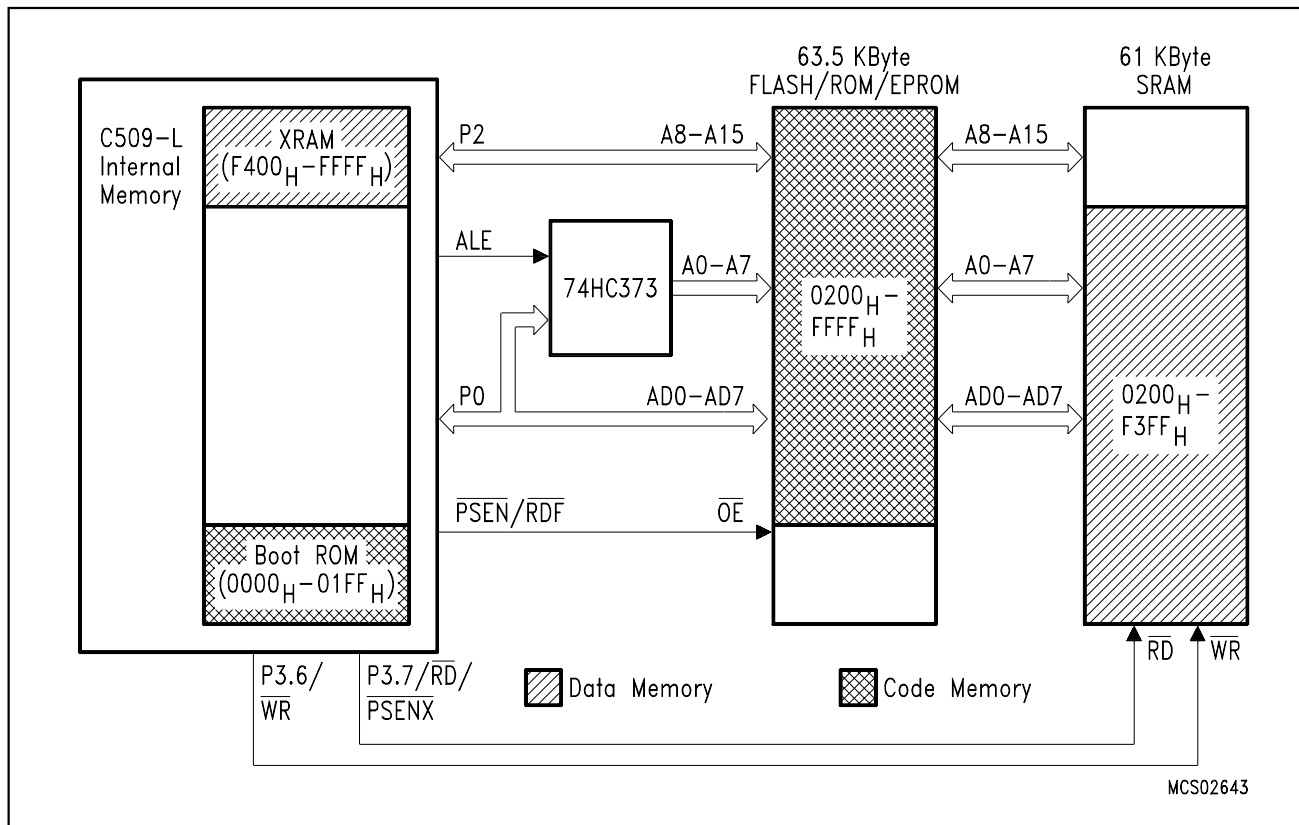 63.5 KByte
FLASH/ROM/EPROM
61 KByte
SRAM
C509-L
Internal
Memory
XRAM
(F400H-FFFFH)
P2
A8-A15
A8-A15
ALE
74HC373
A0-A7
A0-A7
0200H-
FFFFH
P0
AD0-AD7
AD0-AD7
0200H-
F3FFH
PSEN/RDF
OE
Boot ROM
(0000H-01FFH)
RD
WR
P3.6/
WR
P3.7/RD/
PSENX
Data Memory
Code Memory
MCS02643